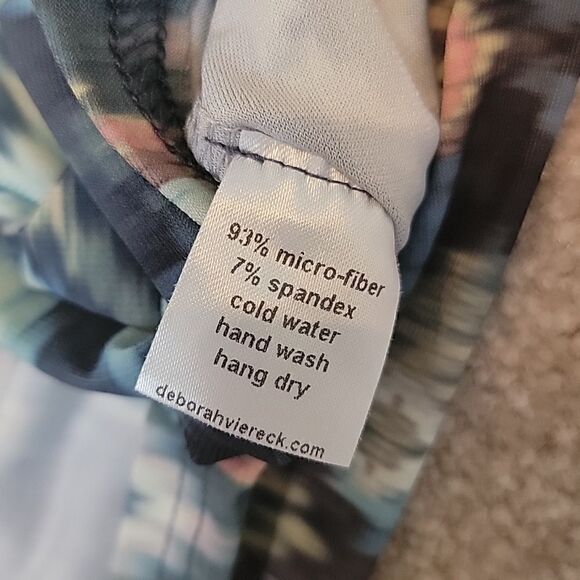 93% micro-fiber
7% spandex
cold water
hand wash
hang dry
deborahviereck.com